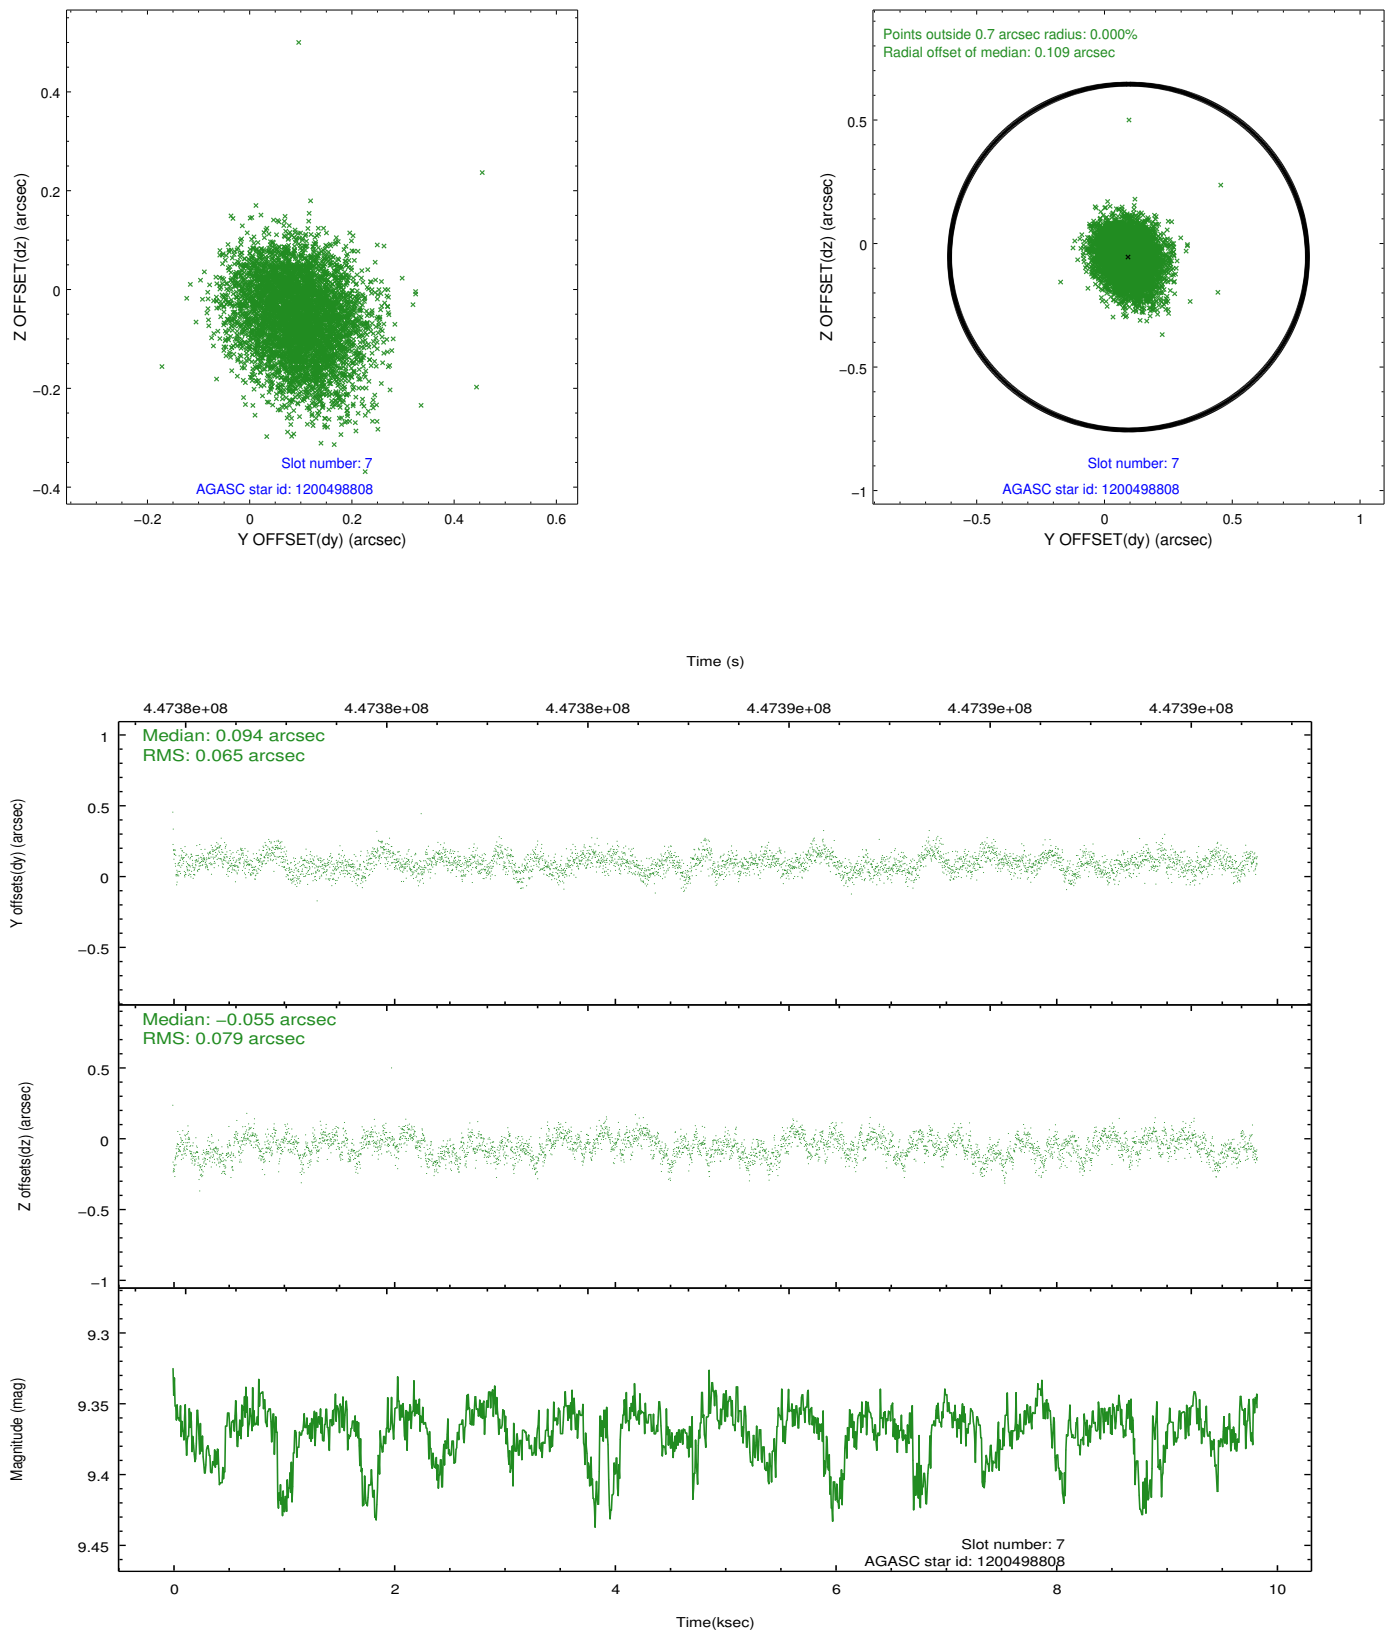 0.4
0.2
0
−0.2
−0.4
Z OFFSET(dz) (arcsec)
Slot number: 7
AGASC star id: 1200498808
−0.2 0 0.2 0.4 0.6
Y OFFSET(dy) (arcsec)
Points outside 0.7 arcsec radius: 0.000%
Radial offset of median: 0.109 arcsec
0.5
0
−0.5
−1
Z OFFSET(dz) (arcsec)
Slot number: 7
AGASC star id: 1200498808
−0.5 0 0.5 1
Y OFFSET(dy) (arcsec)
Time (s)
4.4738e+08 4.4738e+08 4.4738e+08 4.4739e+08 4.4739e+08 4.4739e+08
Median: 0.094 arcsec
RMS: 0.065 arcsec
1
0.5
0
−0.5
Y offsets(dy) (arcsec)
Median: −0.055 arcsec
RMS: 0.079 arcsec
0.5
0
−0.5
−1
Z offsets(dz) (arcsec)
9.3
9.35
9.4
9.45
Magnitude (mag)
Slot number: 7
AGASC star id: 1200498808
0 2 4 6 8 10
Time(ksec)